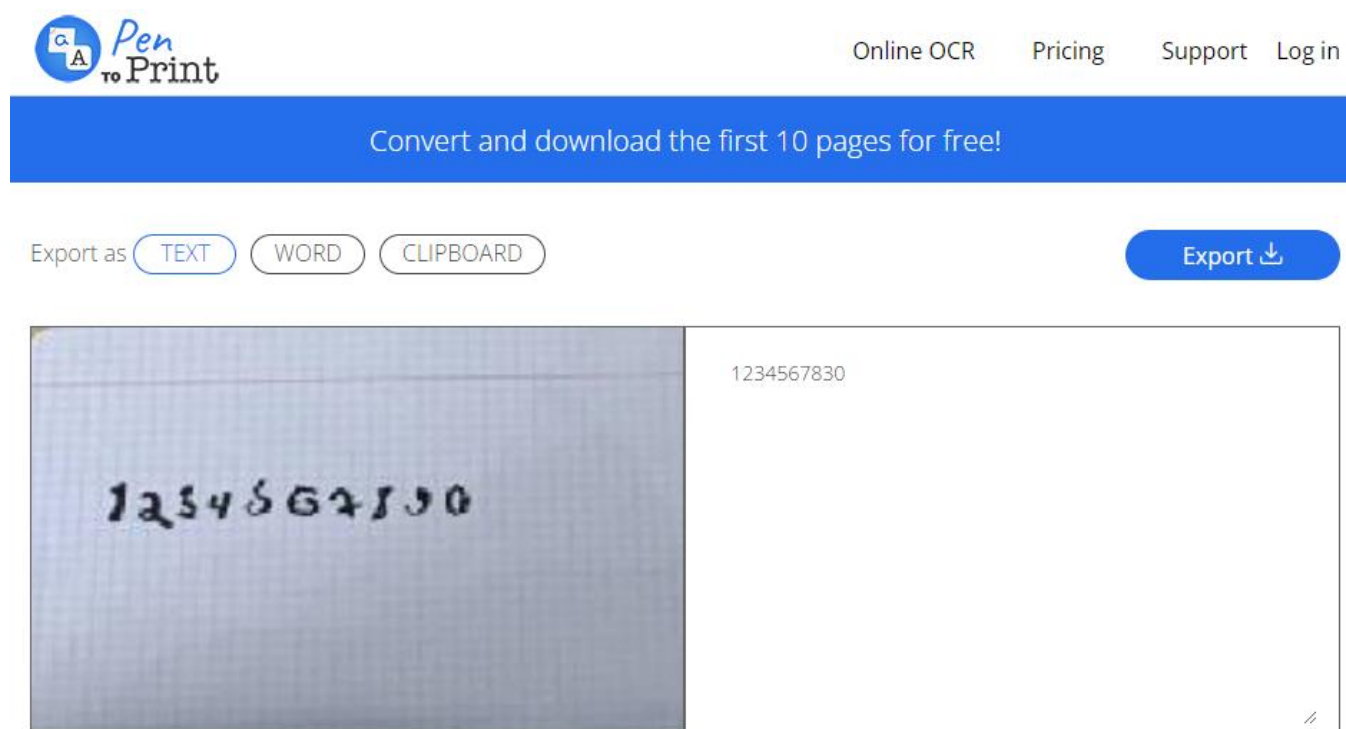 a A Pen TO Print
Online OCR Pricing Support Log in
Convert and download the first 10 pages for free!
Export as TEXT WORD CLIPBOARD Export
1234567890
1234567830